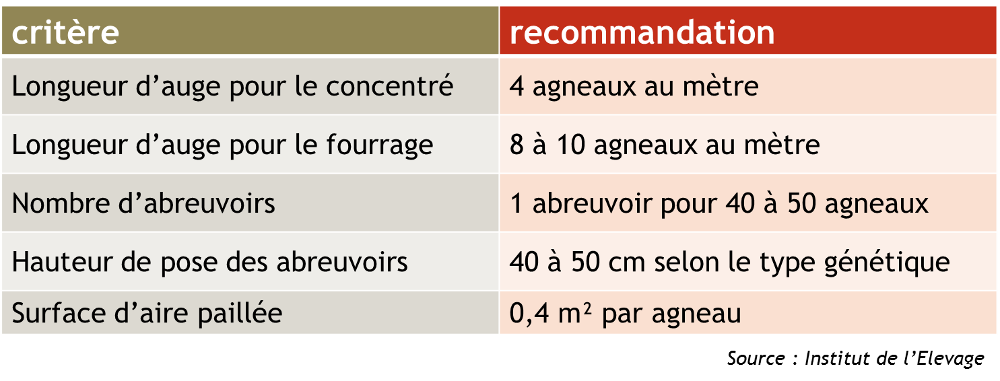 critère recommandation
Longueur d’auge pour le concentré 4 agneaux au mètre
Longueur d’auge pour le fourrage 8 à 10 agneaux au mètre
Nombre d’abreuvoirs 1 abreuvoir pour 40 à 50 agneaux
Hauteur de pose des abreuvoirs 40 à 50 cm selon le type génétique
Surface d’aire paillée 0,4 m² par agneau
Source : Institut de l’Elevage